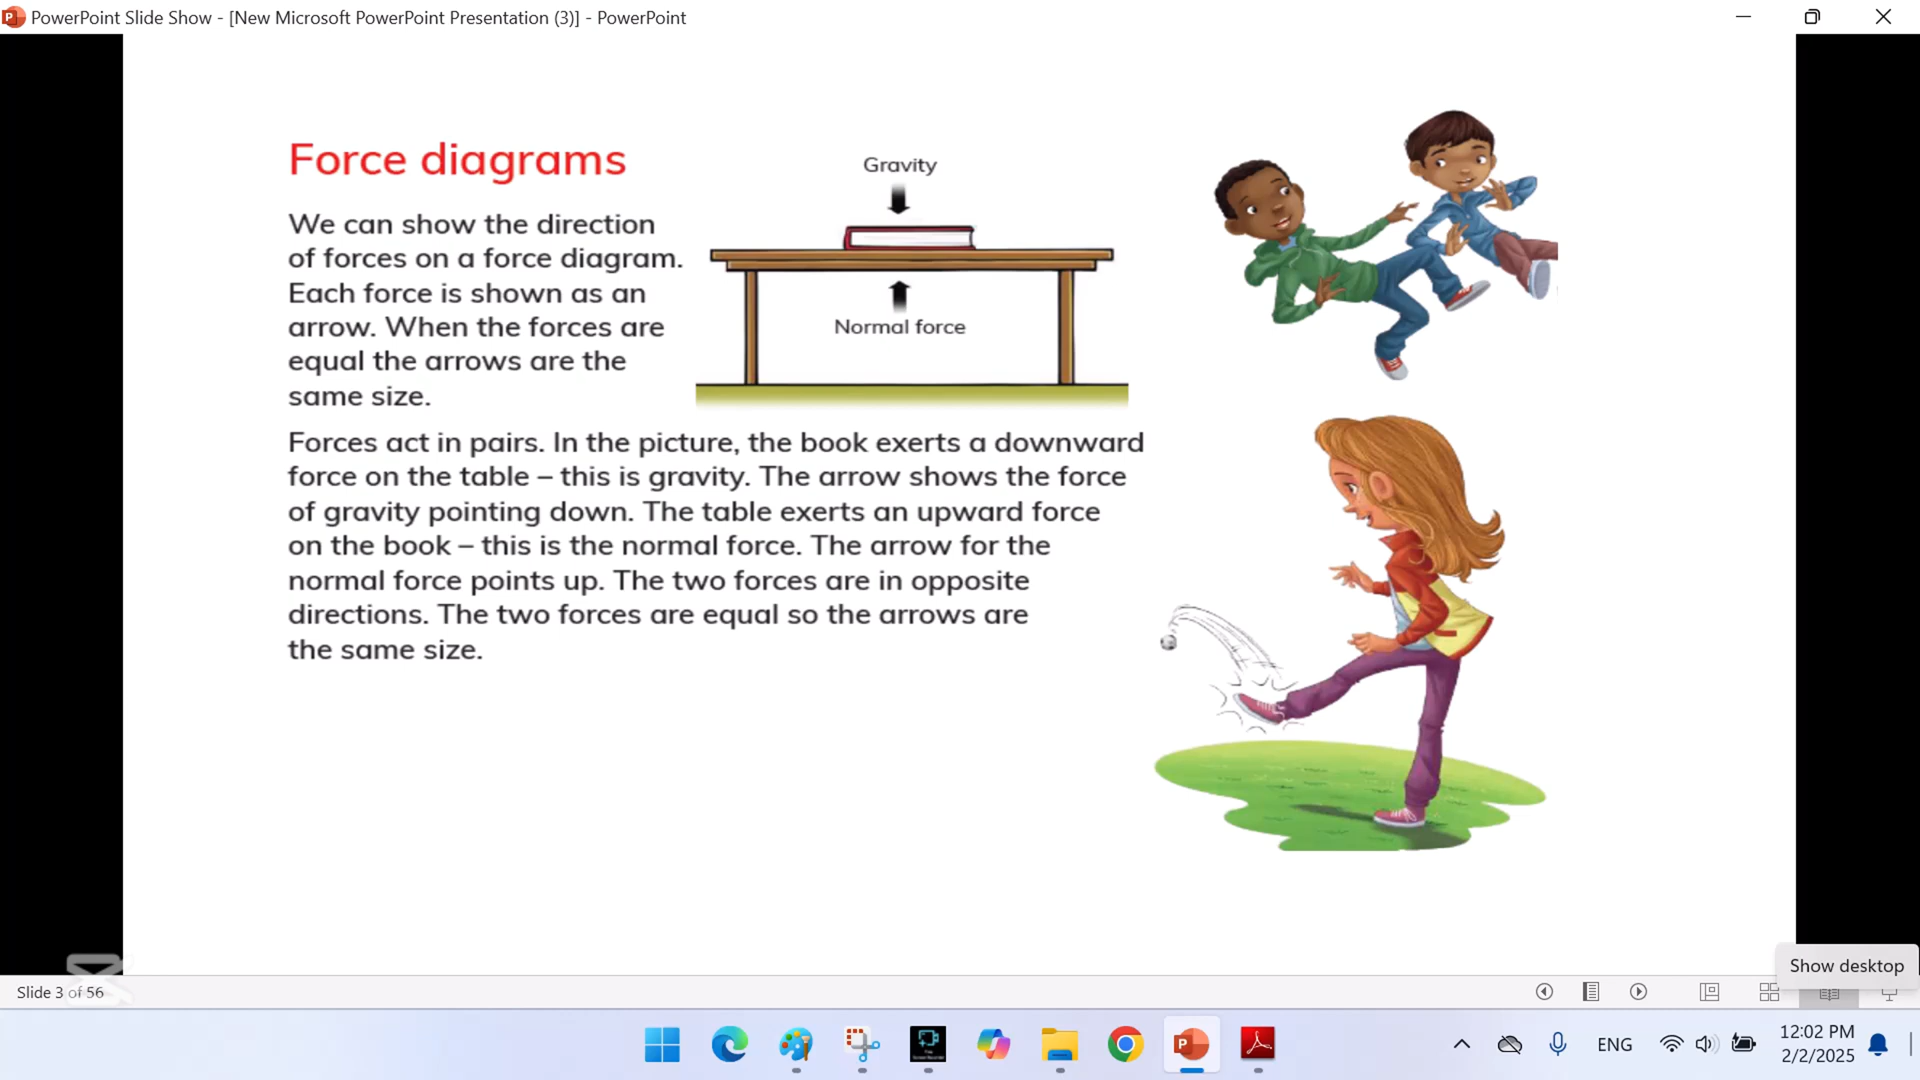 PowerPoint Slide Show - [New Microsoft PowerPoint Presentation (3)] - PowerPoint
Force diagrams
We can show the direction
of forces on a force diagram.
Each force is shown as an
arrow. When the forces are
equal the arrows are the
same size.
Gravity
Normal force
Forces act in pairs. In the picture, the book exerts a downward
force on the table – this is gravity. The arrow shows the force
of gravity pointing down. The table exerts an upward force
on the book – this is the normal force. The arrow for the
normal force points up. The two forces are in opposite
directions. The two forces are equal so the arrows are
the same size.
Show desktop
Slide 3 of 56
ENG
12:02 PM
2/2/2025